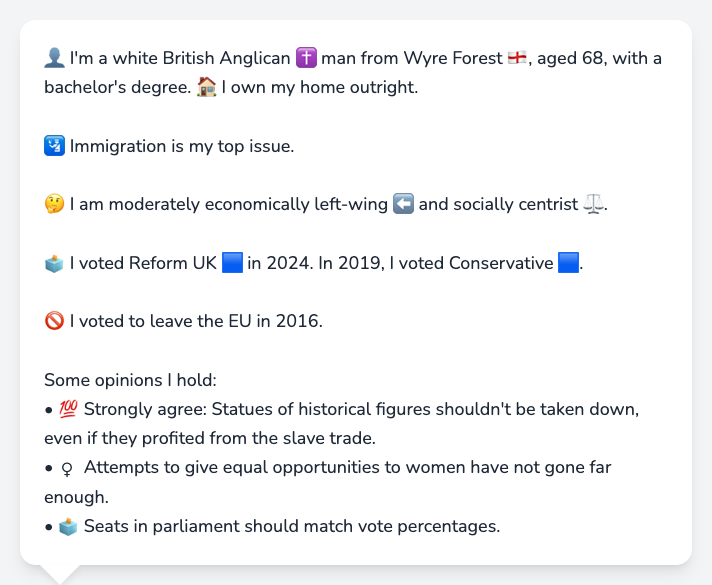 👤 I'm a white British Anglican ✝️ man from Wyre Forest 🏴󠁧󠁢󠁥󠁮󠁧󠁿, aged 68, with a
bachelor's degree. 🏠 I own my home outright.
🛂 Immigration is my top issue.
🤔 I am moderately economically left-wing ⬅️ and socially centrist ⚖️.
🗳️ I voted Reform UK 🟦 in 2024. In 2019, I voted Conservative 🟦.
🚫 I voted to leave the EU in 2016.
Some opinions I hold:
• 💯 Strongly agree: Statues of historical figures shouldn't be taken down,
even if they profited from the slave trade.
• ♀ Attempts to give equal opportunities to women have not gone far
enough.
• 🗳️ Seats in parliament should match vote percentages.